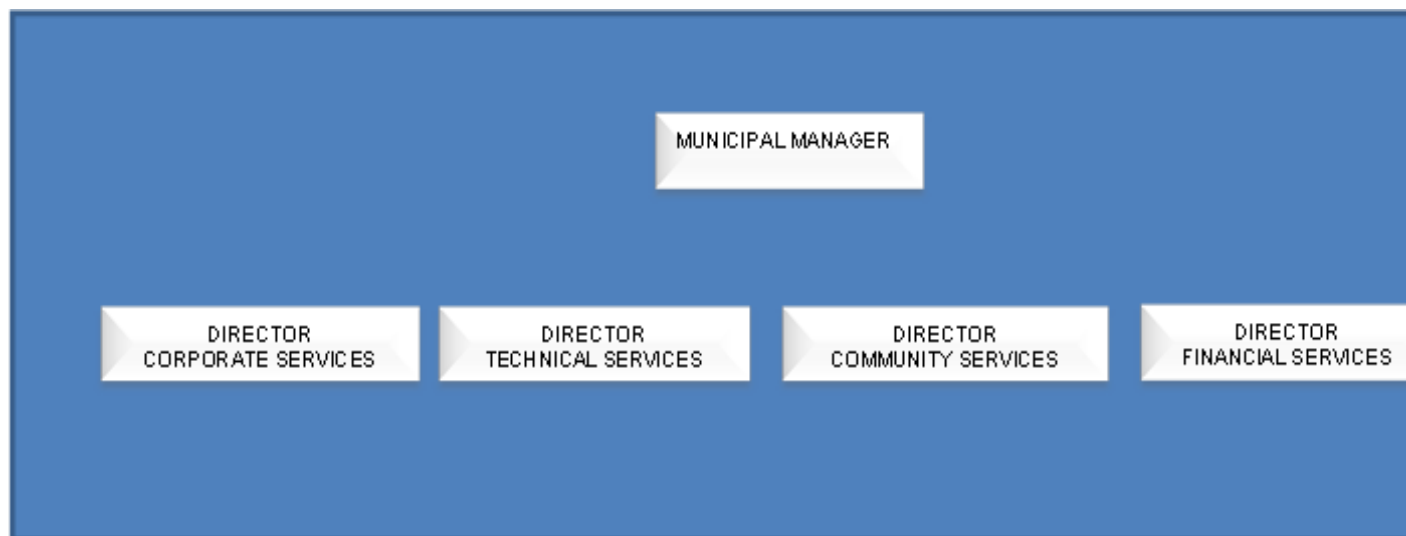 MUNICIPAL MANAGER
DIRECTOR
CORPORATE SERVICES
DIRECTOR
TECHNICAL SERVICES
DIRECTOR
COMMUNITY SERVICES
DIRECTOR
FINANCIAL SERVICES